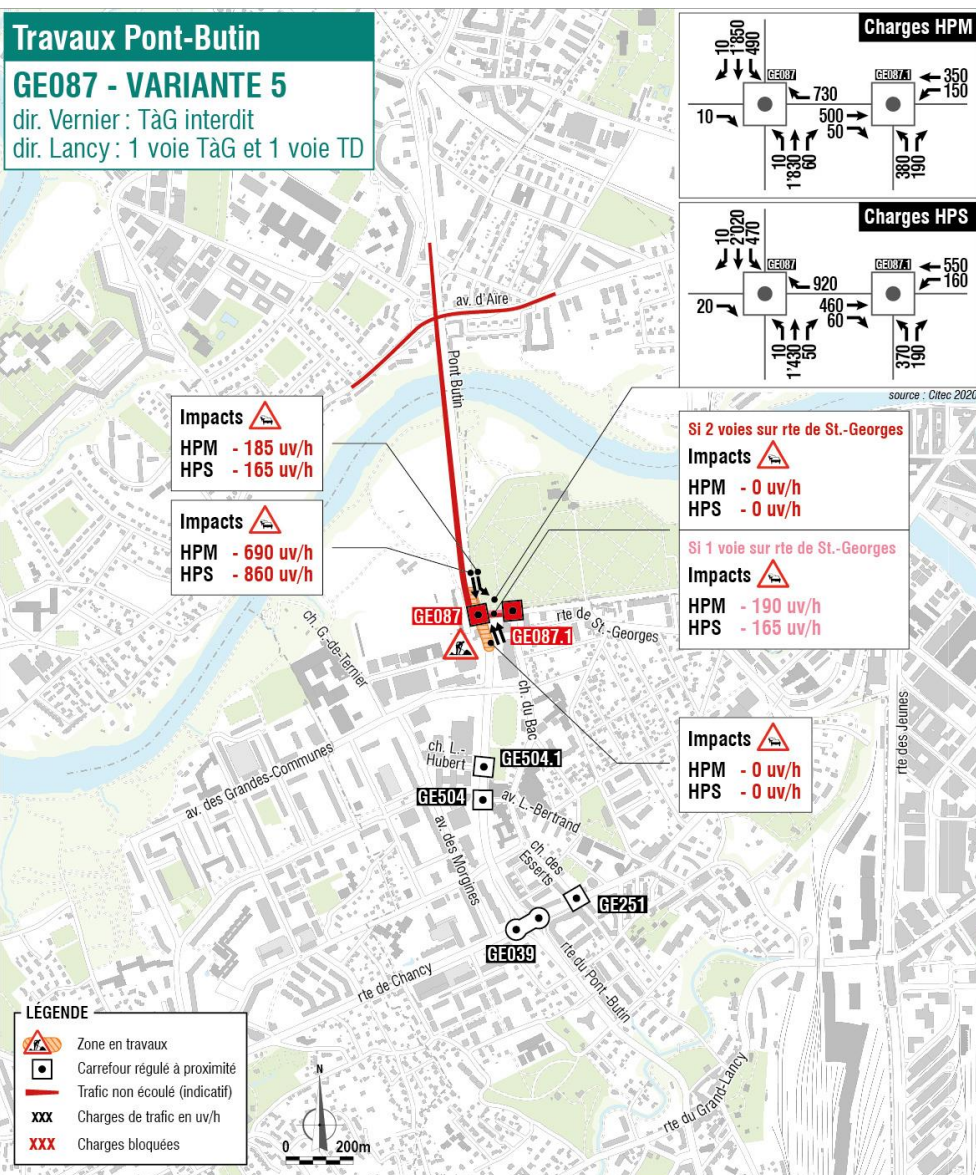 Travaux Pont-Butin
GE087 - VARIANTE 5
dir. Vernier : TàG interdit
dir. Lancy : 1 voie TàG et 1 voie TD
Charges HPM
10
1'850
490
GE087
730
10
10
1'830
60
GE087.1
350
150
500
50
380
190
Charges HPS
10
2'020
470
GE087
920
20
10
1'430
50
GE087.1
550
160
460
60
370
190
source : Citec 2020
av. d'Aire
Pont Butin
Impacts
HPM - 185 uv/h
HPS - 165 uv/h
Impacts
HPM - 690 uv/h
HPS - 860 uv/h
Si 2 voies sur rte de St.-Georges
Impacts
HPM - 0 uv/h
HPS - 0 uv/h
Si 1 voie sur rte de St.-Georges
Impacts
HPM - 190 uv/h
HPS - 165 uv/h
GE087
GE087.1
rte de St.-Georges
ch. G.-de-Ternier
ch. du Bac
rte des Jeunes
Impacts
HPM - 0 uv/h
HPS - 0 uv/h
ch. L.-
Hubert
GE504.1
GE504
av. L.-Bertrand
av. des Grandes-Communes
av. des Morgines
ch. des
Esserts
GE251
GE039
rte de Chancy
rte du Pont.-Butin
rte du Grand-Lancy
LÉGENDE
Zone en travaux
Carrefour régulé à proximité
Trafic non écoulé (indicatif)
XXX Charges de trafic en uv/h
XXX Charges bloquées
N
0 200m